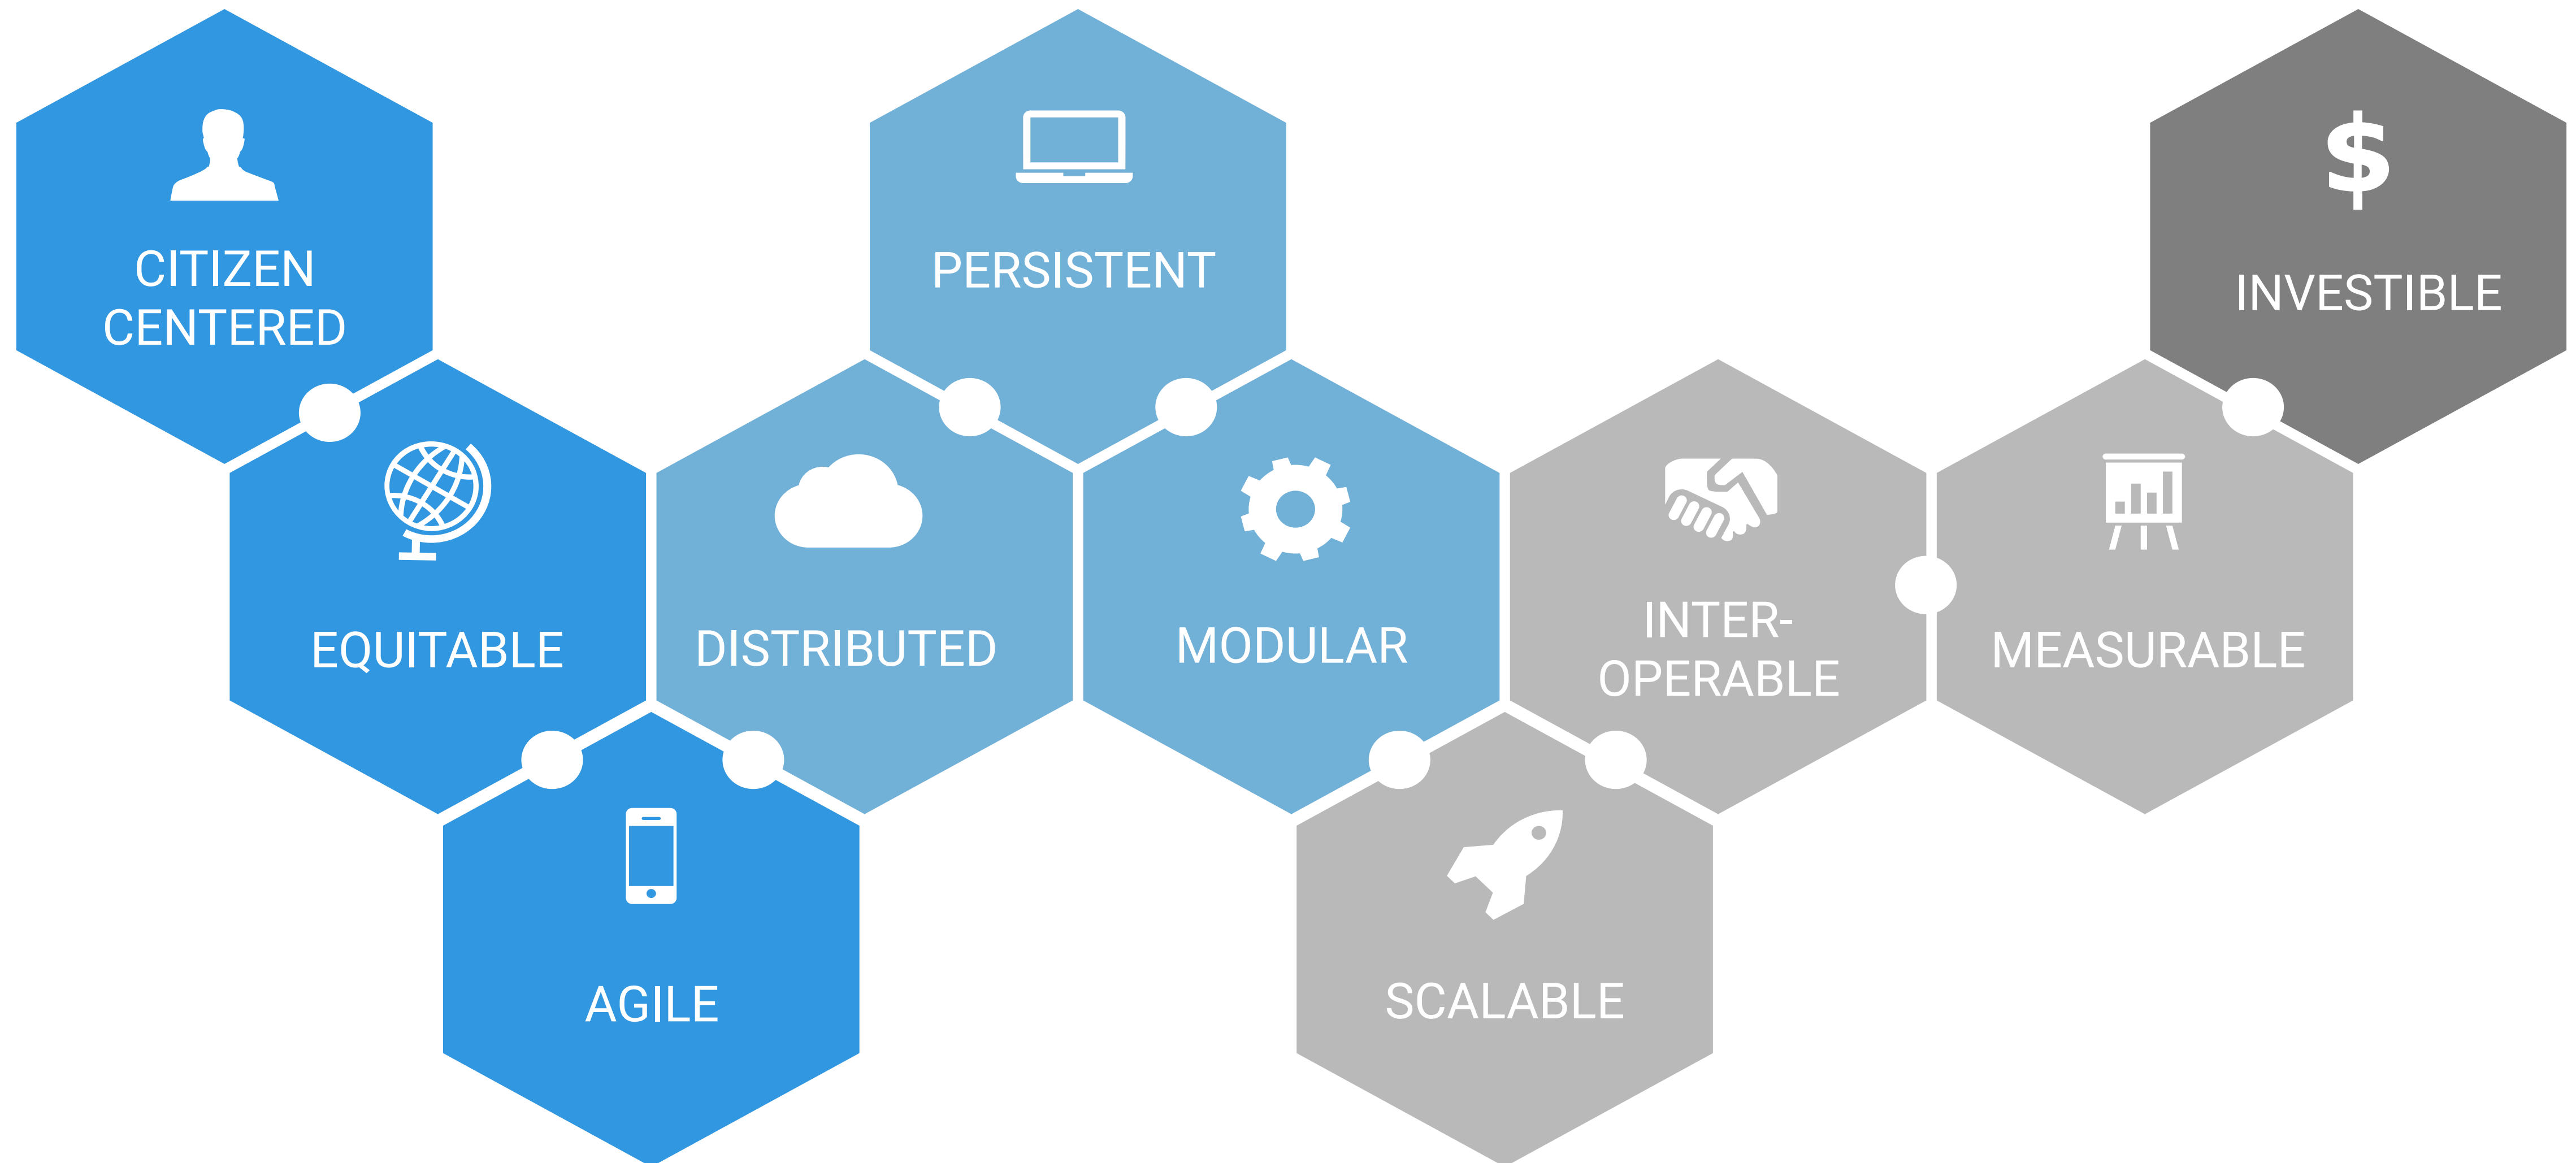 CITIZEN
CENTERED
EQUITABLE
AGILE
DISTRIBUTED
PERSISTENT
MODULAR
SCALABLE
INTER-
OPERABLE
MEASURABLE
$
INVESTIBLE